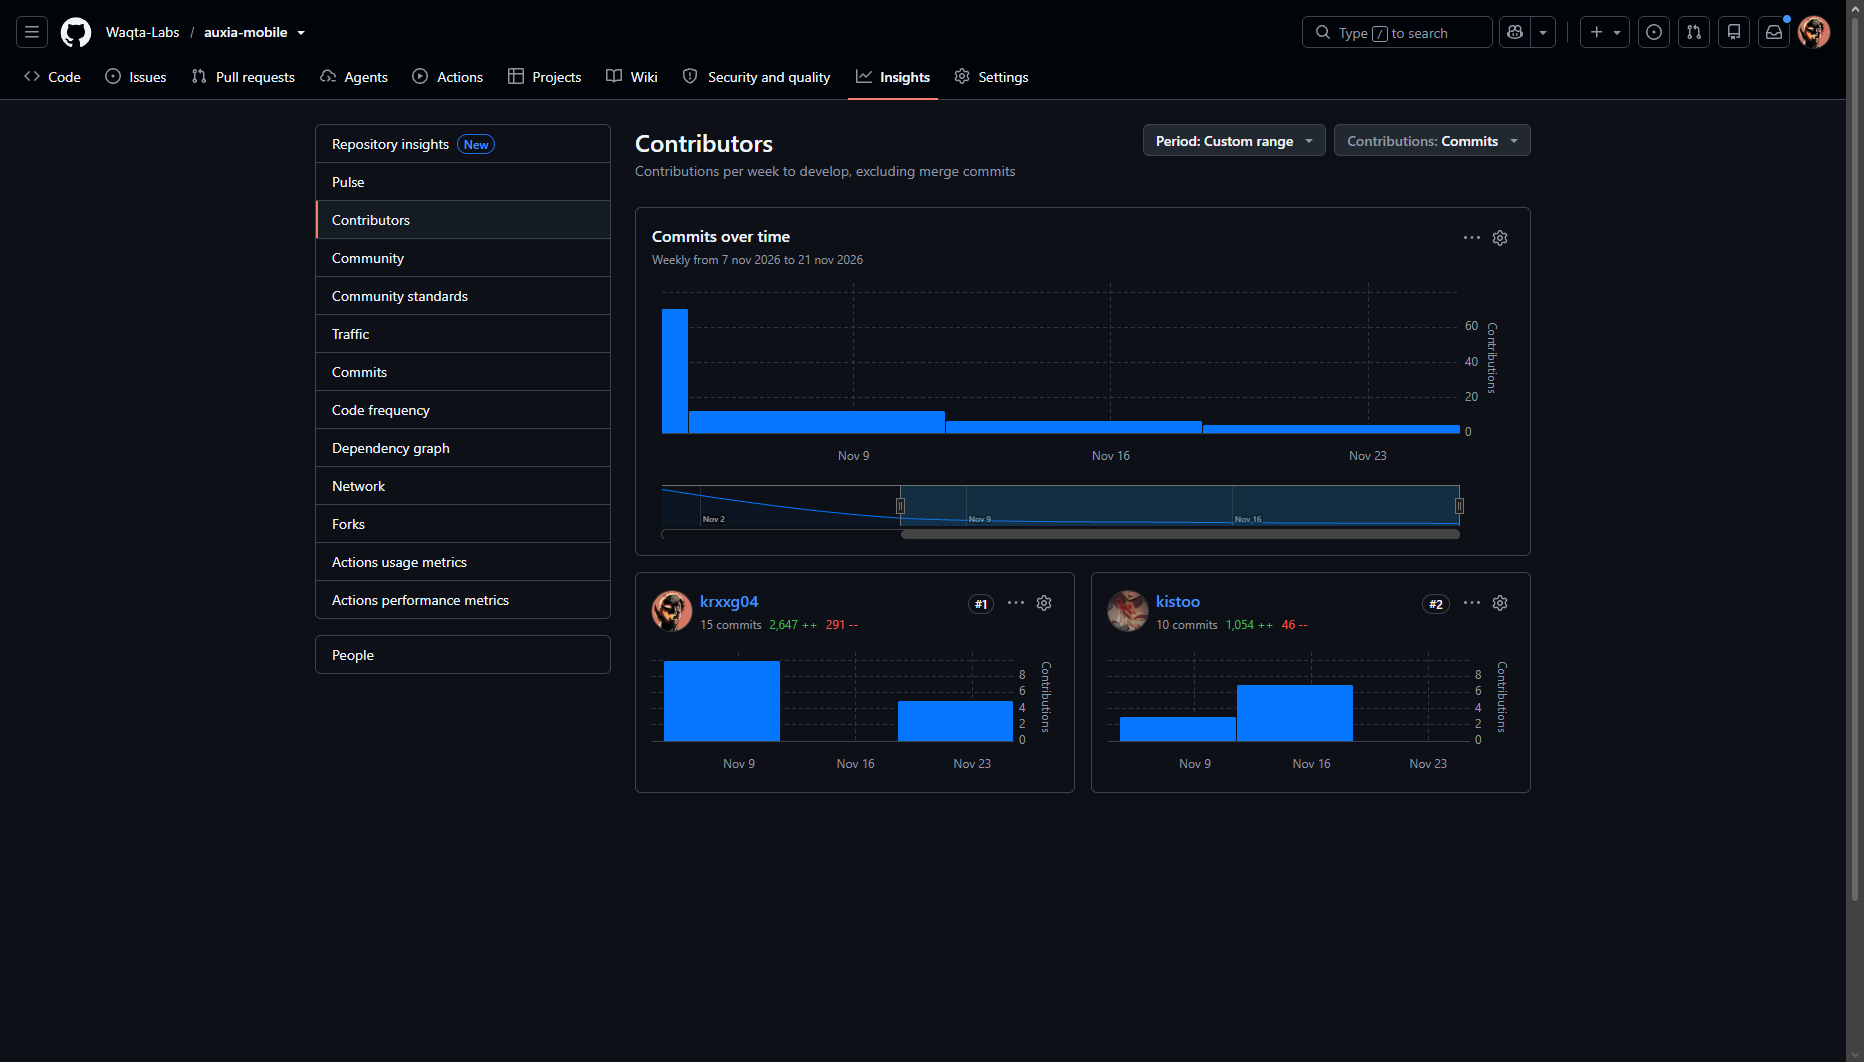 Waqta-Labs / auxia-mobile
Type / to search
Code
Issues
Pull requests
Agents
Actions
Projects
Wiki
Security and quality
Insights
Settings
Repository insights New
Pulse
Contributors
Community
Community standards
Traffic
Commits
Code frequency
Dependency graph
Network
Forks
Actions usage metrics
Actions performance metrics
People
Contributors
Contributions per week to develop, excluding merge commits
Period: Custom range
Contributions: Commits
Commits over time
Weekly from 7 nov 2026 to 21 nov 2026
60
40
20
0
Contributions
Nov 9
Nov 16
Nov 23
Nov 2
Nov 9
Nov 16
krxxg04
#1
15 commits 2,647 ++ 291 --
8
6
4
2
0
Contributions
Nov 9
Nov 16
Nov 23
kistoo
#2
10 commits 1,054 ++ 46 --
8
6
4
2
0
Contributions
Nov 9
Nov 16
Nov 23